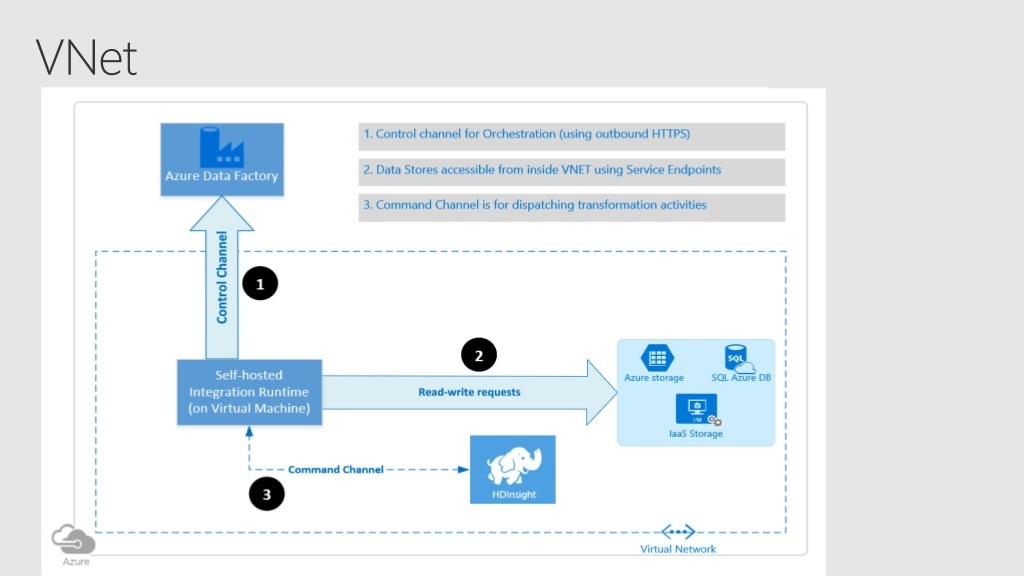 VNet
Azure Data Factory
1. Control channel for Orchestration (using outbound HTTPS)
2. Data Stores accessible from inside VNET using Service Endpoints
3. Command Channel is for dispatching transformation activities
Control Channel
1
Self-hosted
Integration Runtime
(on Virtual Machine)
2
Read-write requests
Azure storage
SQL
SQL Azure DB
VM
IaaS Storage
Command Channel
3
HDInsight
Virtual Network
Azure